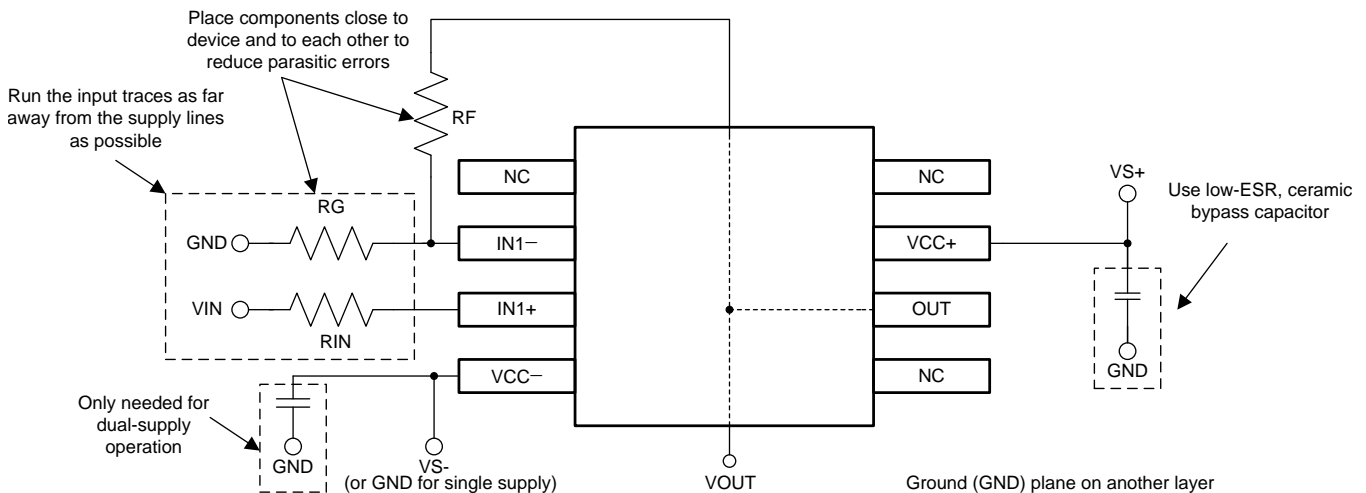 Place components close to
device and to each other to
reduce parasitic errors
Run the input traces as far
away from the supply lines
as possible
RF
NC
NC
VS+
Use low-ESR, ceramic
bypass capacitor
RG
GND
IN1−
VCC+
VIN
IN1+
OUT
RIN
VCC−
NC
GND
Only needed for
dual-supply
operation
GND
VS-
(or GND for single supply)
VOUT
Ground (GND) plane on another layer